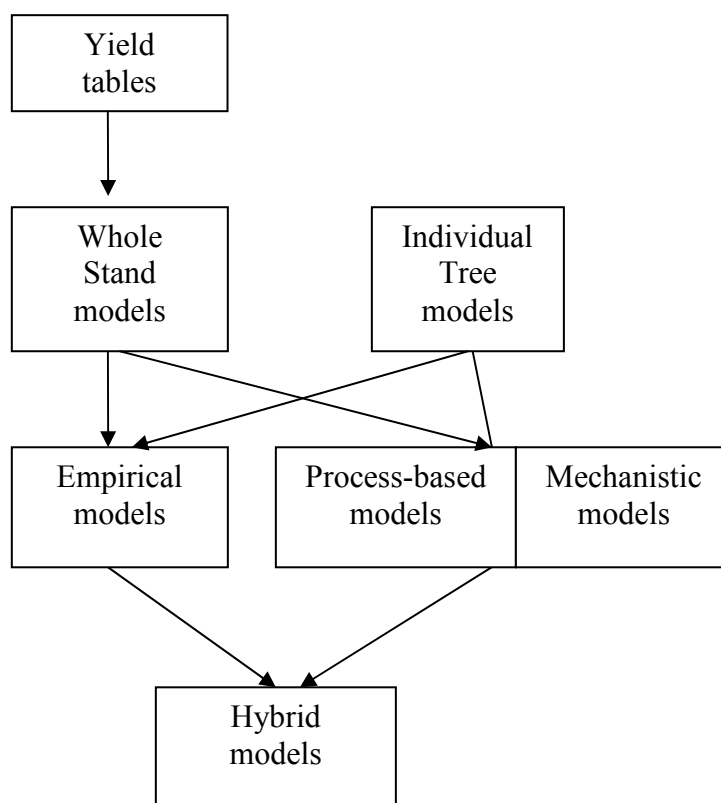 Yield
tables
Whole
Stand
models
Individual
Tree
models
Empirical
models
Process-based
models
Mechanistic
models
Hybrid
models